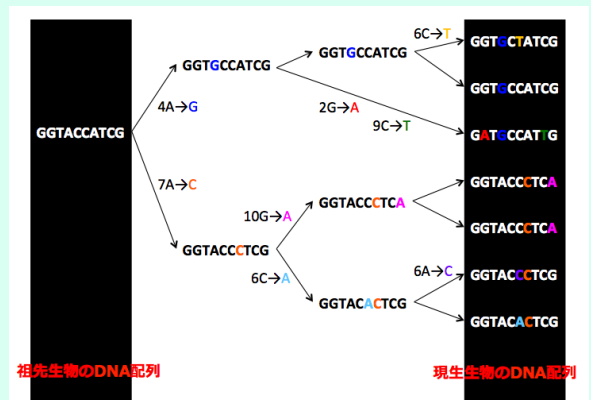 6C→T
GGTGCTATCG
GGTGCCATCG
GGTGCCATCG
4A→G
GGTGCCATCG
2G→A
9C→T
GATGCCATTG
GGTACCATCG
7A→C
GGTACCCTCA
10G→A
GGTACCCTCA
GGTACCCTCA
GGTACCCTCG
6C→A
6A→C
GGTACCCTCG
GGTACACTCG
GGTACACTCG
祖先生物のDNA配列
現生生物のDNA配列